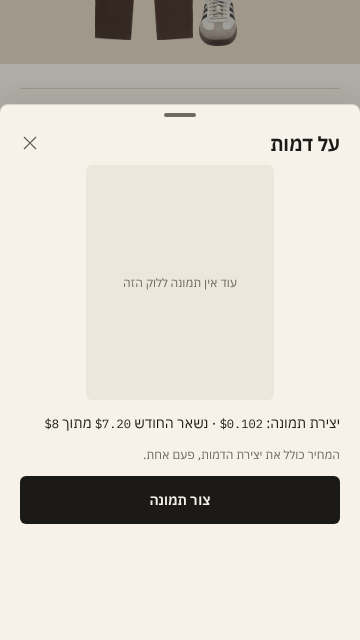 על דמות
עוד אין תמונה ללוק הזה
יצירת תמונה: $0.102 · נשאר החודש $7.20 מתוך $8
המחיר כולל את יצירת הדמות, פעם אחת.
צור תמונה